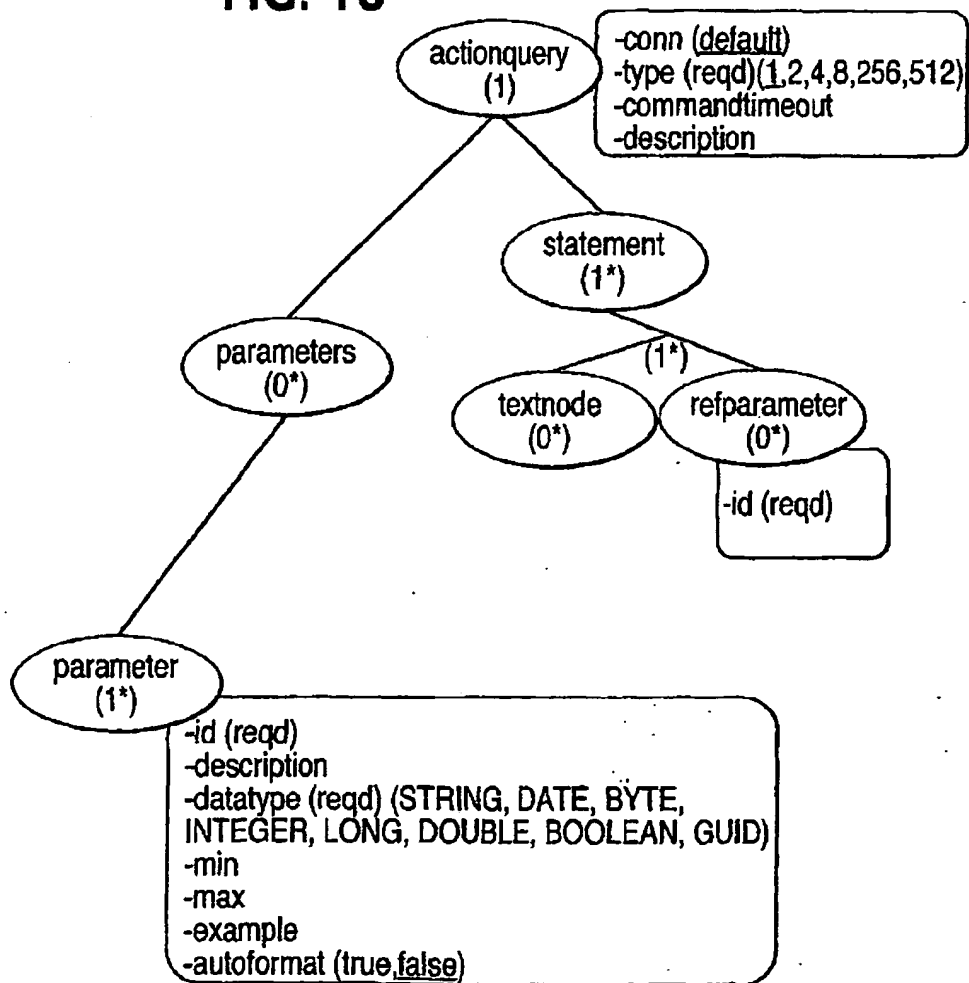 actionquery
(1)
-conn (default)
-type (reqd)(1,2,4,8,256,512)
-commandtimeout
-description
statement
(1*)
parameters
(0*)
(1*)
textnode
(0*)
refparameter
(0*)
-id (reqd)
parameter
(1*)
-id (reqd)
-description
-datatype (reqd) (STRING, DATE, BYTE,
INTEGER, LONG, DOUBLE, BOOLEAN, GUID)
-min
-max
-example
-autoformat (true,false)